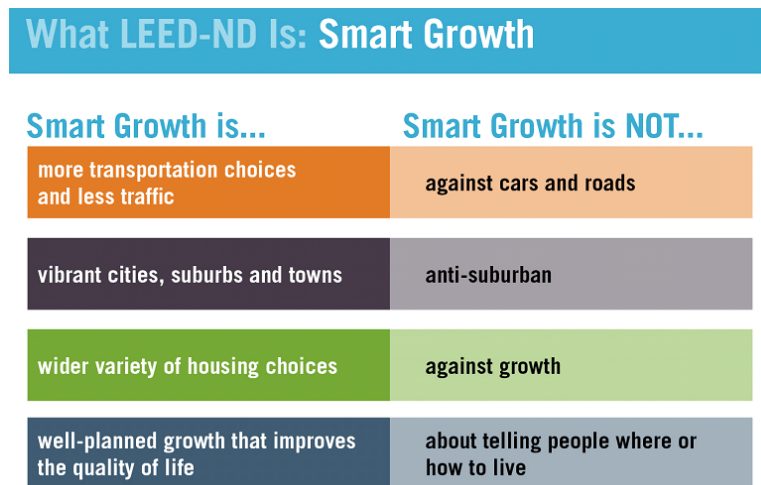 What LEED-ND Is: Smart Growth
Smart Growth is...
Smart Growth is NOT...
more transportation choices
and less traffic
against cars and roads
vibrant cities, suburbs and towns
anti-suburban
wider variety of housing choices
against growth
well-planned growth that improves
the quality of life
about telling people where or
how to live